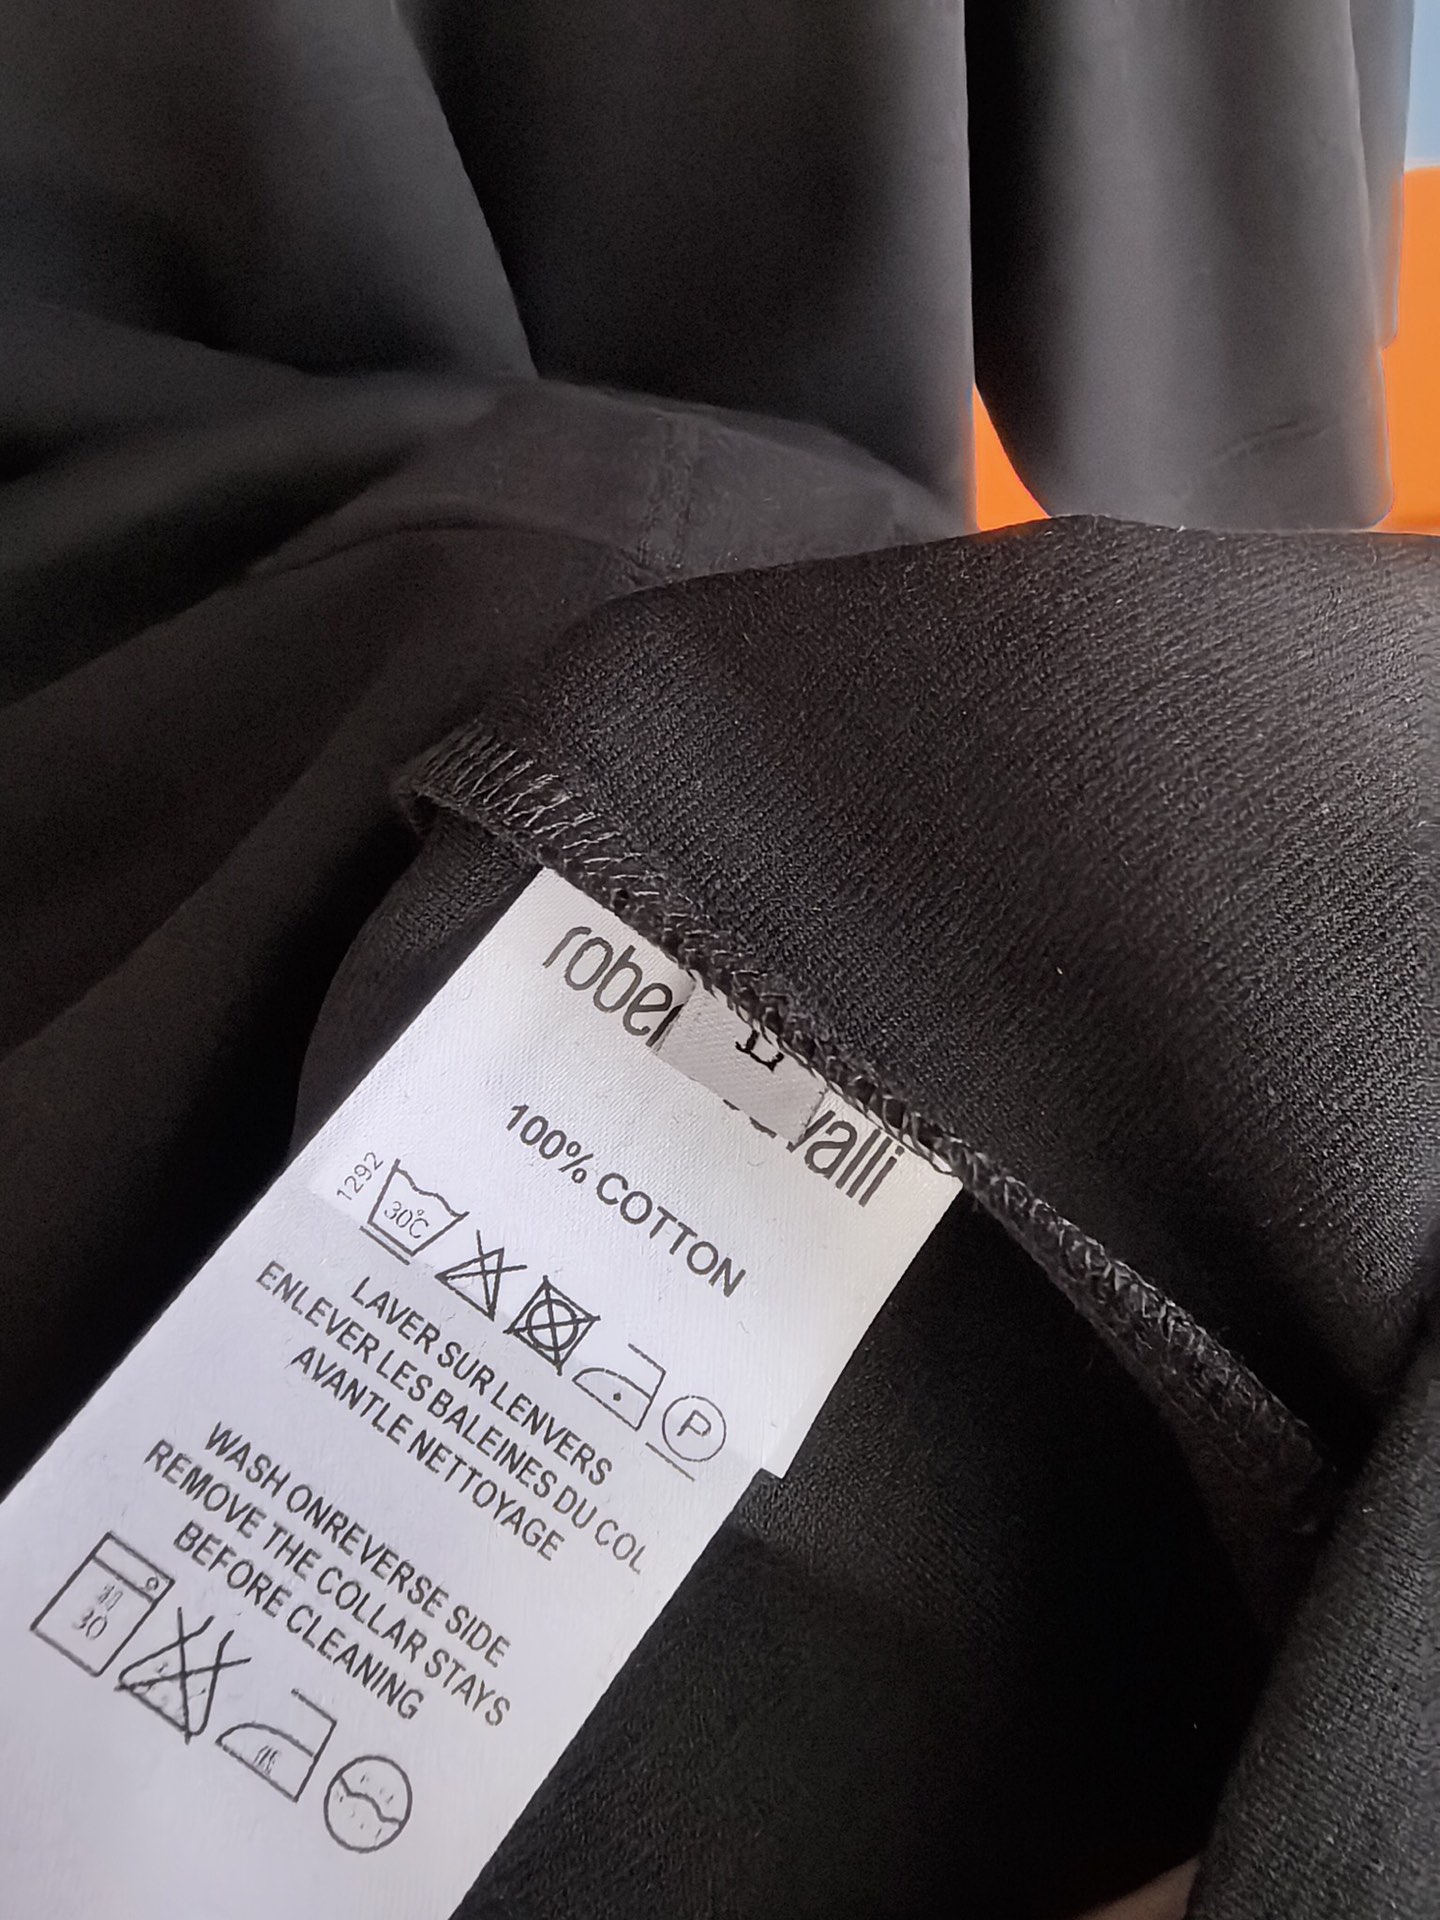 robe
valli
100% COTTON
1292
30°C
P
LAVER SUR LENVERS
ENLEVER LES BALEINES DU COL
AVANTLE NETTOYAGE
WASH ONREVERSE SIDE
REMOVE THE COLLAR STAYS
BEFORE CLEANING
30